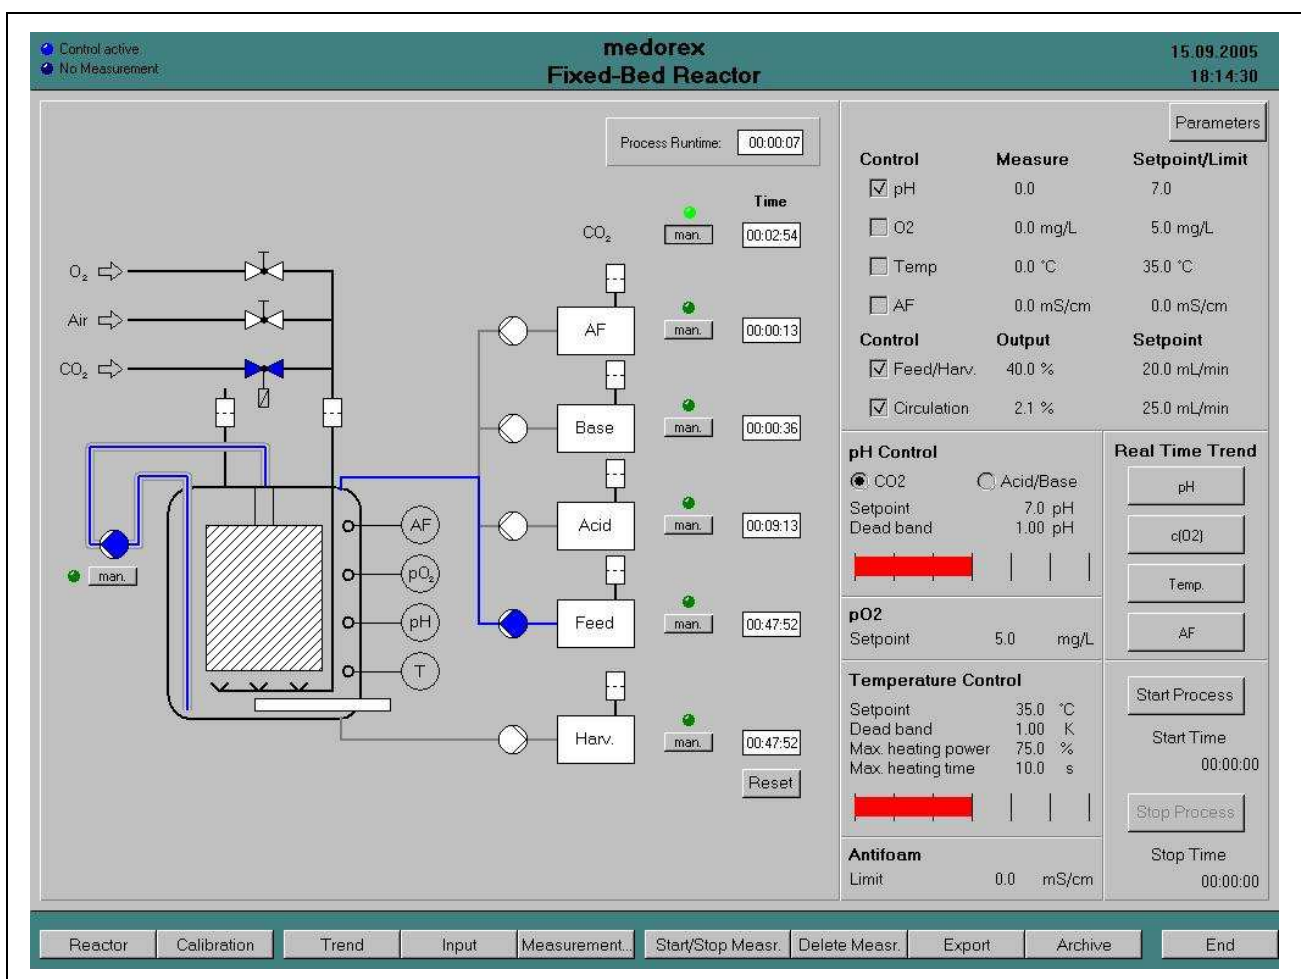 Control active
No Measurement
medorex
Fixed-Bed Reactor
15.09.2005
18:14:30
Process Runtime: 00:00:07
Time
CO₂ man. 00:02:54
O₂
Air
CO₂
AF man. 00:00:13
Base man. 00:00:36
Acid man. 00:09:13
Feed man. 00:47:52
Harv. man. 00:47:52
Reset
man.
AF
pO₂
pH
T
Parameters
Control Measure Setpoint/Limit
pH 0.0 7.0
O2 0.0 mg/L 5.0 mg/L
Temp 0.0 °C 35.0 °C
AF 0.0 mS/cm 0.0 mS/cm
Control Output Setpoint
Feed/Harv. 40.0 % 20.0 mL/min
Circulation 2.1 % 25.0 mL/min
pH Control
CO2 Acid/Base
Setpoint 7.0 pH
Dead band 1.00 pH
pO2
Setpoint 5.0 mg/L
Temperature Control
Setpoint 35.0 °C
Dead band 1.00 K
Max. heating power 75.0 %
Max. heating time 10.0 s
Antifoam
Limit 0.0 mS/cm
Real Time Trend
pH
c(O2)
Temp.
AF
Start Process
Start Time
00:00:00
Stop Process
Stop Time
00:00:00
Reactor Calibration Trend Input Measurement... Start/Stop Measr. Delete Measr. Export Archive End